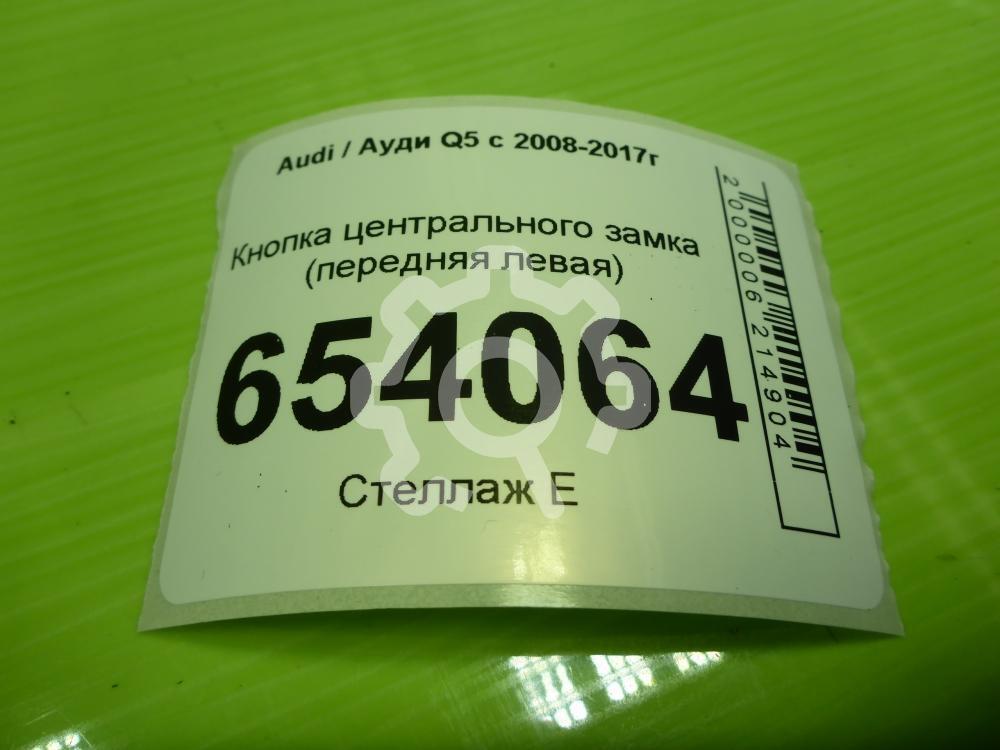 Audi / Ауди Q5 с 2008-2017г
Кнопка центрального замка
(передняя левая)
654064
Стеллаж Е
2000006214904